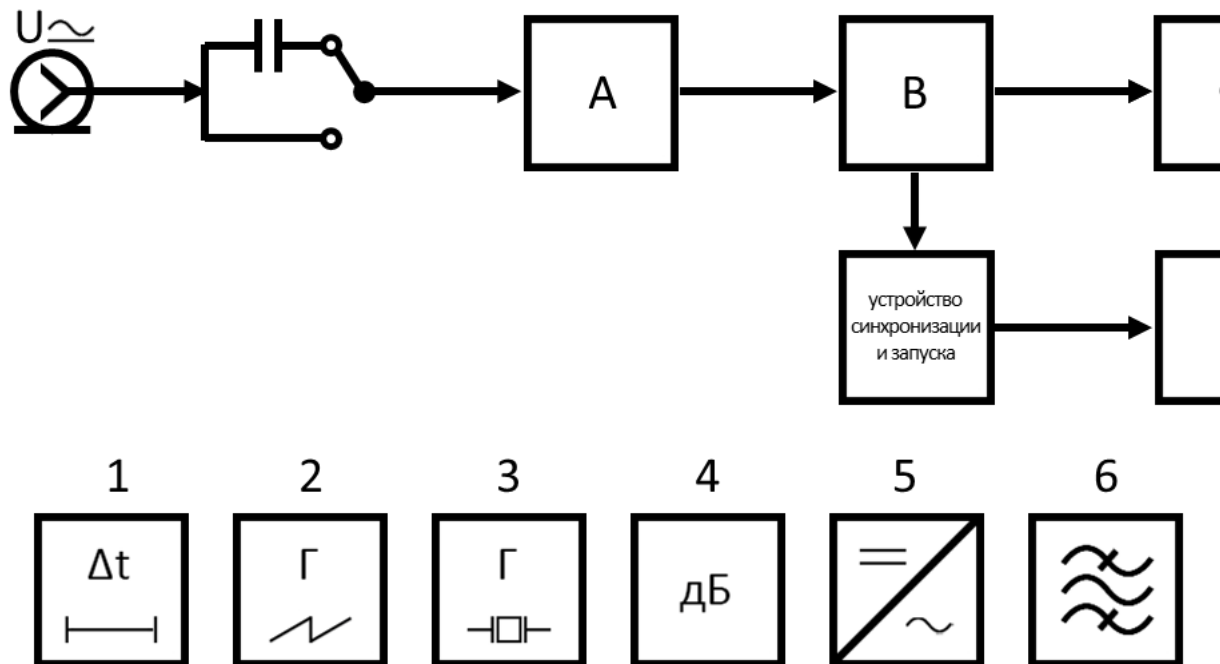 U
A
B
устройство
синхронизации
и запуска
1
2
3
4
5
6
Δt
Г
Г
дБ